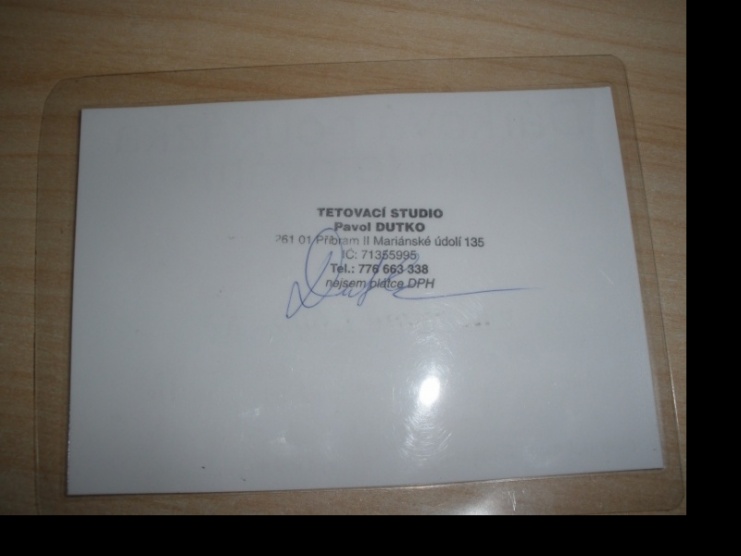 TETOVACÍ STUDIO
Pavol DUTKO
261 01 Příbram II Mariánské údolí 135
IČ: 71355995
Tel.: 776 663 338
nejsem plátce DPH